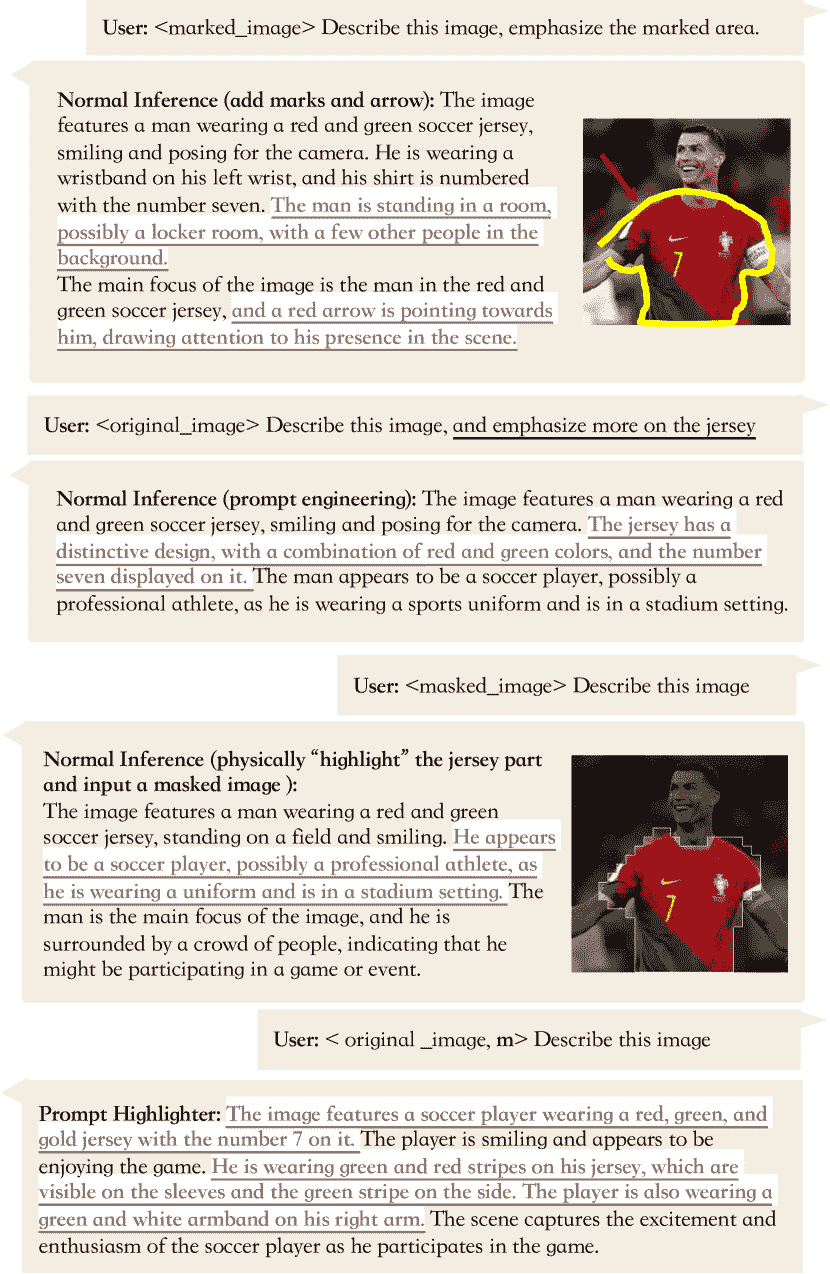 User: <marked_image> Describe this image, emphasize the marked area.
Normal Inference (add marks and arrow): The image
features a man wearing a red and green soccer jersey,
smiling and posing for the camera. He is wearing a
wristband on his left wrist, and his shirt is numbered
with the number seven. The man is standing in a room,
possibly a locker room, with a few other people in the
background.
The main focus of the image is the man in the red and
green soccer jersey, and a red arrow is pointing towards
him, drawing attention to his presence in the scene.
7
User: <original_image> Describe this image, and emphasize more on the jersey
Normal Inference (prompt engineering): The image features a man wearing a red
and green soccer jersey, smiling and posing for the camera. The jersey has a
distinctive design, with a combination of red and green colors, and the number
seven displayed on it. The man appears to be a soccer player, possibly a
professional athlete, as he is wearing a sports uniform and is in a stadium setting.
User: <masked_image> Describe this image
Normal Inference (physically “highlight” the jersey part
and input a masked image ):
The image features a man wearing a red and green
soccer jersey, standing on a field and smiling. He appears
to be a soccer player, possibly a professional athlete, as
he is wearing a uniform and is in a stadium setting. The
man is the main focus of the image, and he is
surrounded by a crowd of people, indicating that he
might be participating in a game or event.
7
User: < original _image, m> Describe this image
Prompt Highlighter: The image features a soccer player wearing a red, green, and
gold jersey with the number 7 on it. The player is smiling and appears to be
enjoying the game. He is wearing green and red stripes on his jersey, which are
visible on the sleeves and the green stripe on the side. The player is also wearing a
green and white armband on his right arm. The scene captures the excitement and
enthusiasm of the soccer player as he participates in the game.